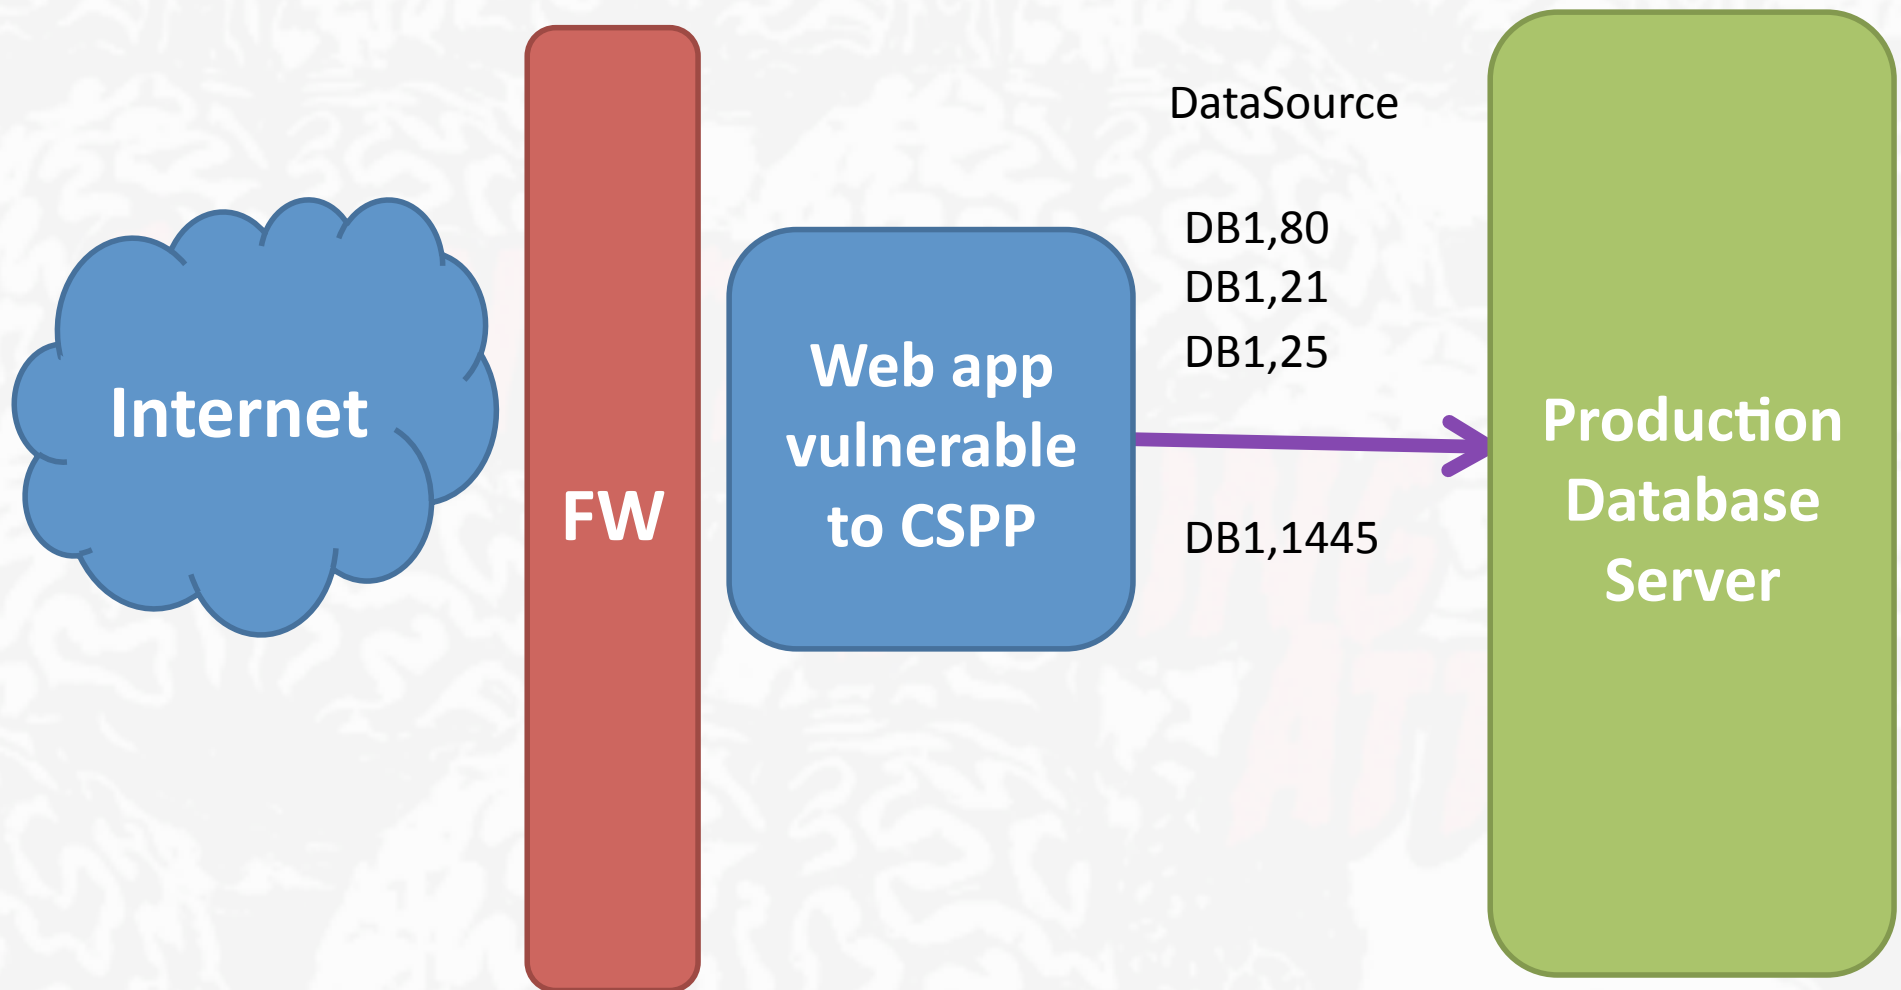 Internet
FW
Web app
vulnerable
to CSPP
DataSource
DB1,80
DB1,21
DB1,25
DB1,1445
Production
Database
Server